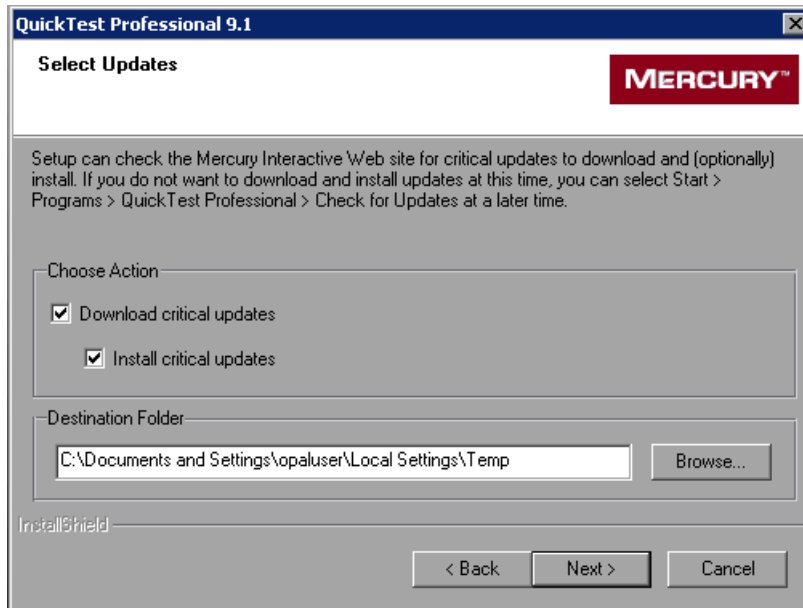 QuickTest Professional 9.1
Select Updates
MERCURY™
Setup can check the Mercury Interactive Web site for critical updates to download and (optionally)
install. If you do not want to download and install updates at this time, you can select Start >
Programs > QuickTest Professional > Check for Updates at a later time.
Choose Action
Download critical updates
Install critical updates
Destination Folder
C:\Documents and Settings\opaluser\Local Settings\Temp
Browse...
InstallShield
< Back
Next >
Cancel